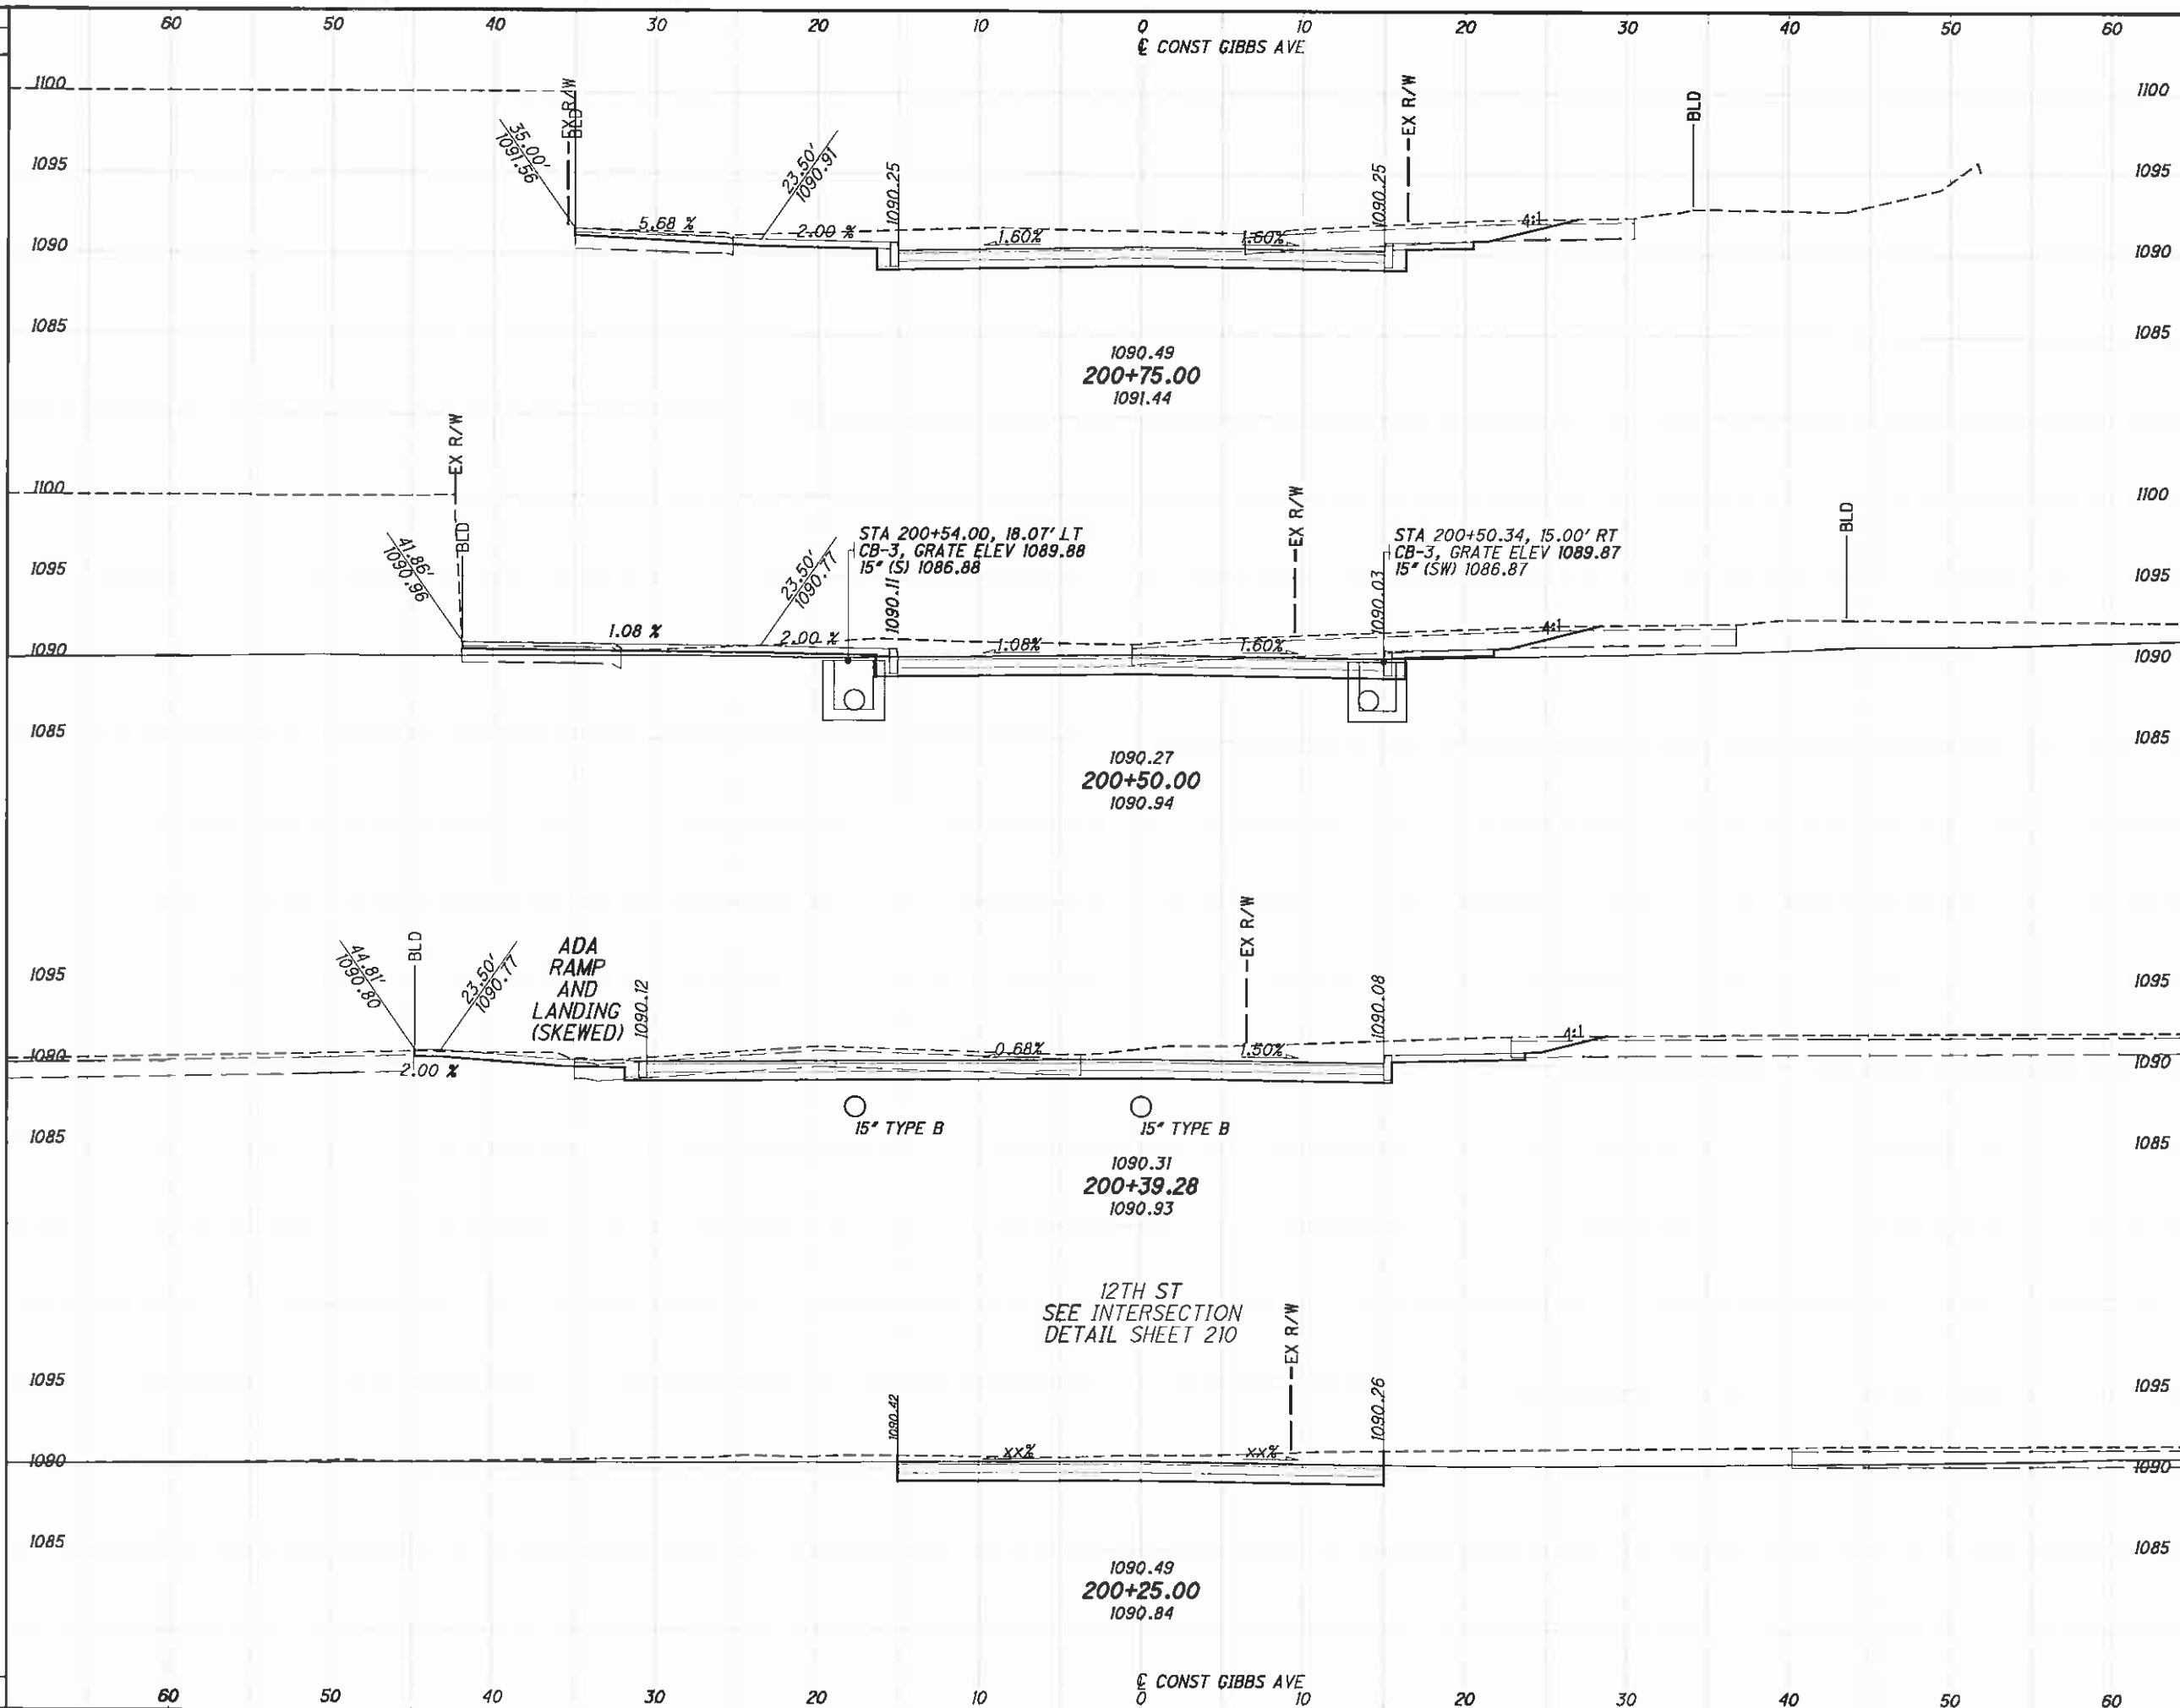 60 50 40 30 20 10 0 10 20 30 40 50 60
℄ CONST GIBBS AVE
1100 1100
EX R/W
BLD
EX R/W
BLD
35.00'
1091.56
23.50'
1090.91
1090.25
1090.25
1095 1095
5.68 %
2.00 %
1.60%
1.60%
4:1
1090 1090
1085 1085
1090.49
200+75.00
1091.44
EX R/W
1100 1100
EX R/W
BLD
BLD
41.86'
1090.96
23.50'
1090.77
STA 200+54.00, 18.07' LT
CB-3, GRATE ELEV 1089.88
15" (S) 1086.88
1090.11
STA 200+50.34, 15.00' RT
CB-3, GRATE ELEV 1089.87
15" (SW) 1086.87
1090.03
1095 1095
1.08 %
2.00 %
1.08%
1.60%
4:1
1090 1090
1085 1085
1090.27
200+50.00
1090.94
EX R/W
BLD
44.81'
1090.80
23.50'
1090.77
ADA
RAMP
AND
LANDING
(SKEWED)
1090.12
1090.08
1095 1095
0.68%
1.50%
4:1
1090 1090
2.00 %
15" TYPE B
15" TYPE B
1085 1085
1090.31
200+39.28
1090.93
12TH ST
SEE INTERSECTION
DETAIL SHEET 210
EX R/W
1095 1095
1090.42
1090.26
XX%
XX%
1090 1090
1085 1085
1090.49
200+25.00
1090.84
℄ CONST GIBBS AVE
60 50 40 30 20 10 0 10 20 30 40 50 60